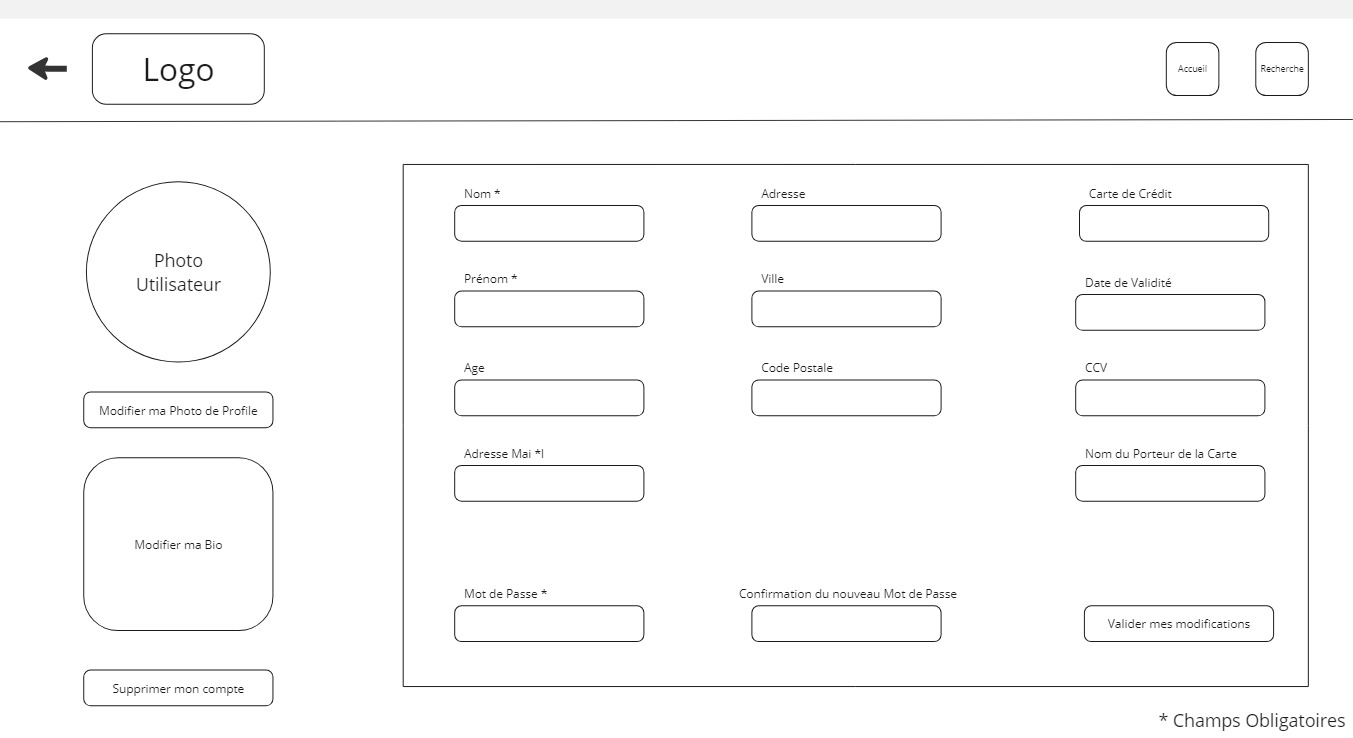 Logo
Accueil
Recherche
Photo
Utilisateur
Modifier ma Photo de Profile
Modifier ma Bio
Supprimer mon compte
Nom *
Adresse
Carte de Crédit
Prénom *
Ville
Date de Validité
Age
Code Postale
CCV
Adresse Mai *l
Nom du Porteur de la Carte
Mot de Passe *
Confirmation du nouveau Mot de Passe
Valider mes modifications
* Champs Obligatoires